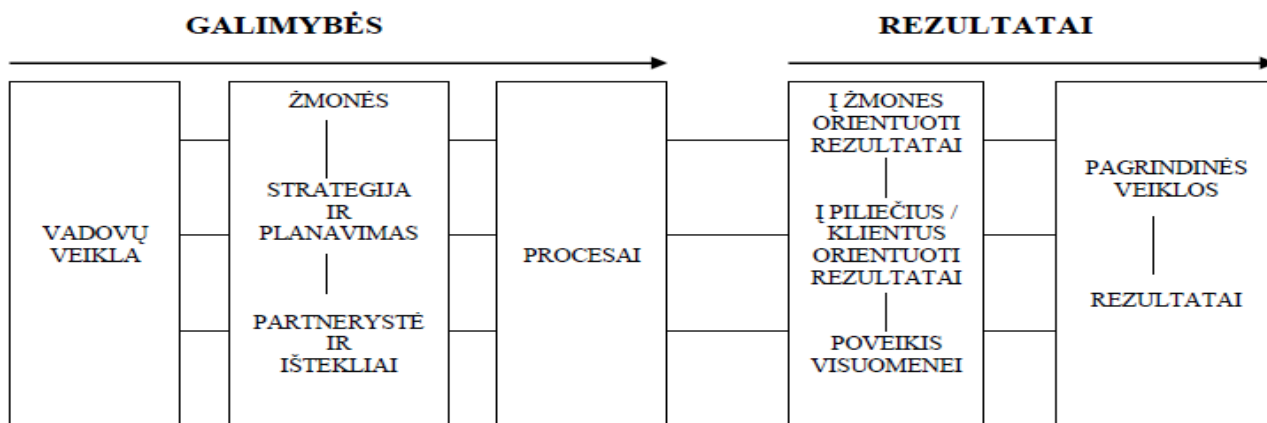 GALIMYBĖS
REZULTATAI
VADOVŲ
VEIKLA
ŽMONĖS
STRATEGIJA
IR
PLANAVIMAS
PARTNERYSTĖ
IR
IŠTEKLIAI
PROCESAI
Į ŽMONES
ORIENTUOTI
REZULTATAI
Į PILIEČIUS /
KLIENTUS
ORIENTUOTI
REZULTATAI
POVEIKIS
VISUOMENEI
PAGRINDINĖS
VEIKLOS
REZULTATAI